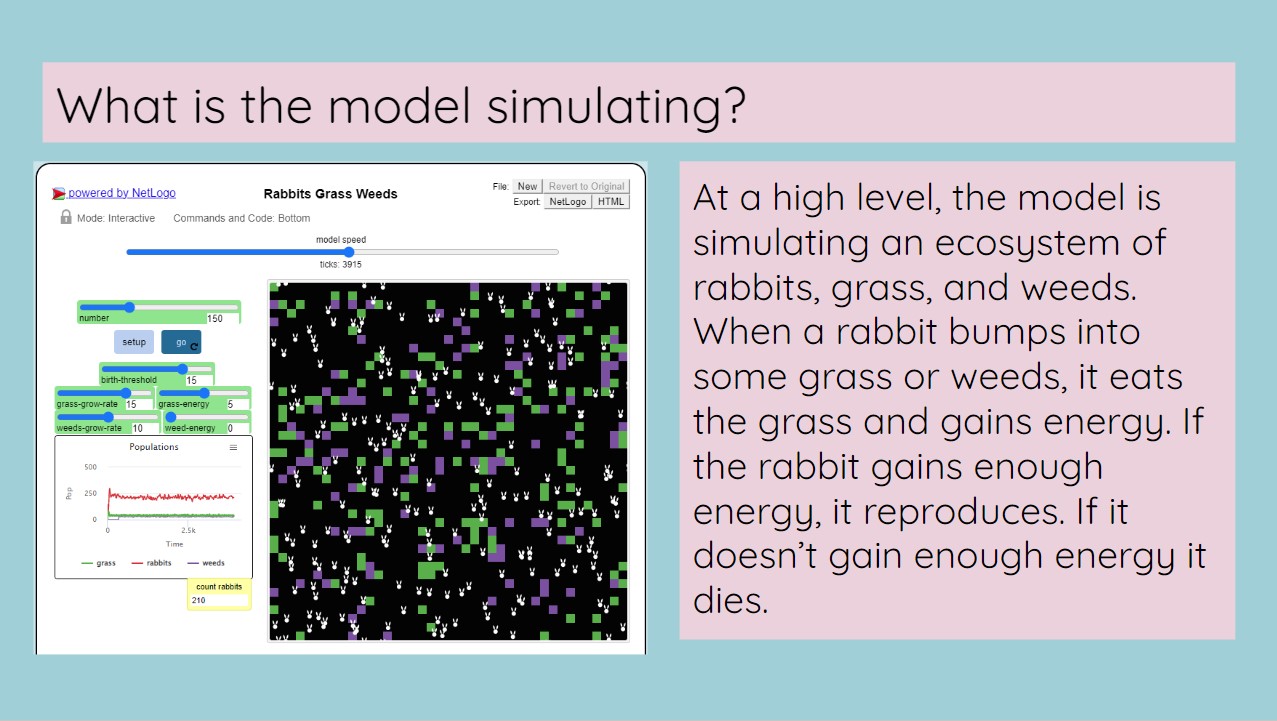 What is the model simulating?
powered by NetLogo
Rabbits Grass Weeds
File: New Revert to Original
Export: NetLogo HTML
Mode: Interactive Commands and Code: Bottom
model speed
ticks: 3915
number 150
setup go
birth-threshold 15
grass-grow-rate 15 grass-energy 5
weeds-grow-rate 10 weed-energy 0
Populations
500
250
0
Pop
0 2.5k
Time
grass rabbits weeds
count rabbits
210
At a high level, the model is
simulating an ecosystem of
rabbits, grass, and weeds.
When a rabbit bumps into
some grass or weeds, it eats
the grass and gains energy. If
the rabbit gains enough
energy, it reproduces. If it
doesn’t gain enough energy it
dies.